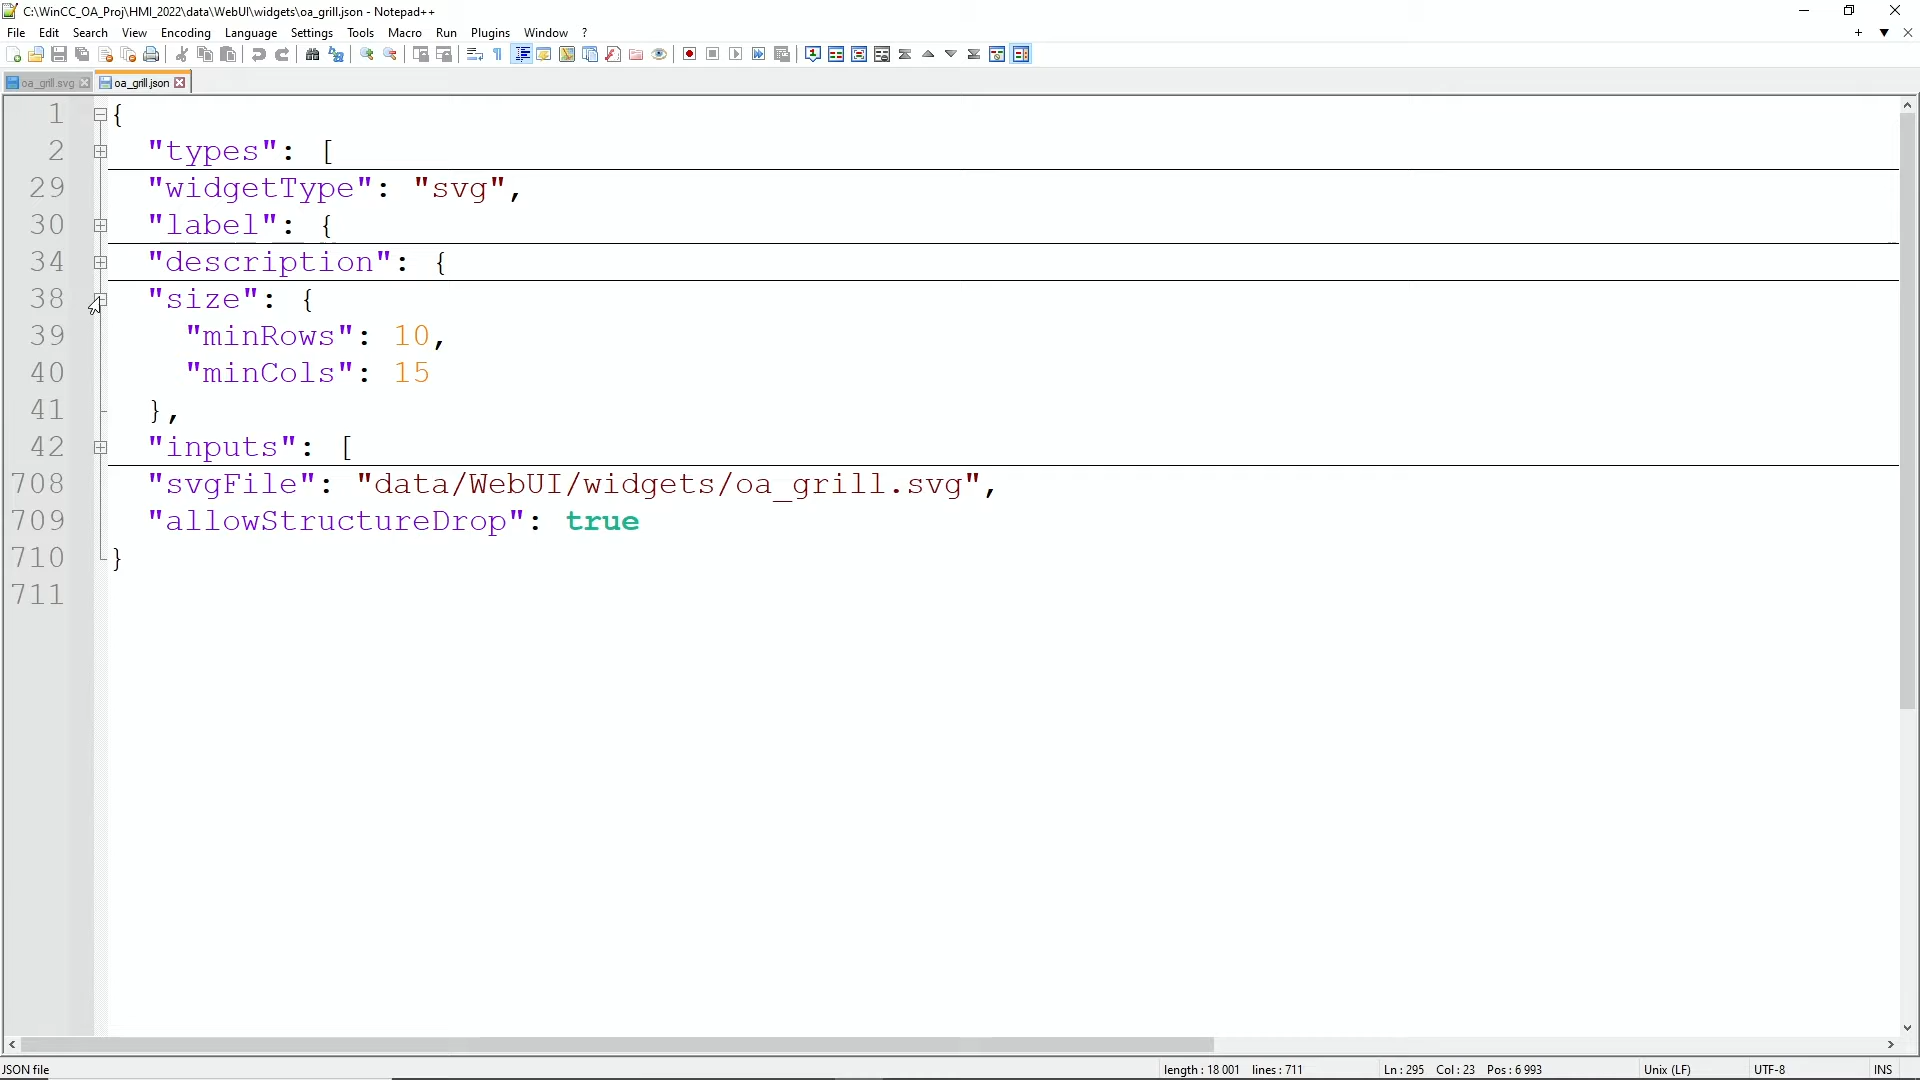 C:\WinCC_OA_Proj\HMI_2022\data\WebUI\widgets\oa_grill.json - Notepad++
File Edit Search View Encoding Language Settings Tools Macro Run Plugins Window ?
oa_grill.svg oa_grill.json
1 {
2 "types": [
29 "widgetType": "svg",
30 "label": {
34 "description": {
38 "size": {
39 "minRows": 10,
40 "minCols": 15
41 },
42 "inputs": [
708 "svgFile": "data/WebUI/widgets/oa_grill.svg",
709 "allowStructureDrop": true
710 }
711
JSON file length : 18 001 lines : 711 Ln : 295 Col : 23 Pos : 6 993 Unix (LF) UTF-8 INS